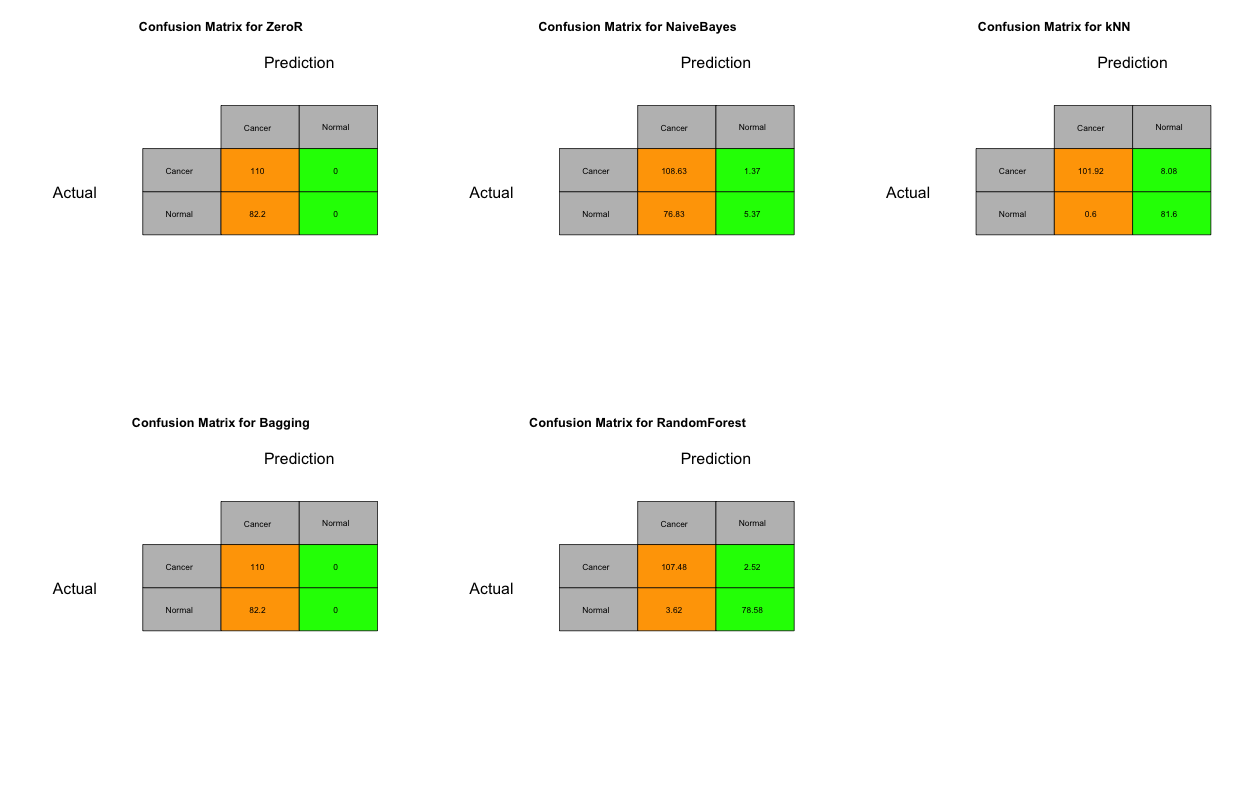 Confusion Matrix for ZeroR
Prediction
Cancer Normal
Actual
Cancer 110 0
Normal 82.2 0
Confusion Matrix for NaiveBayes
Prediction
Cancer Normal
Actual
Cancer 108.63 1.37
Normal 76.83 5.37
Confusion Matrix for kNN
Prediction
Cancer Normal
Actual
Cancer 101.92 8.08
Normal 0.6 81.6
Confusion Matrix for Bagging
Prediction
Cancer Normal
Actual
Cancer 110 0
Normal 82.2 0
Confusion Matrix for RandomForest
Prediction
Cancer Normal
Actual
Cancer 107.48 2.52
Normal 3.62 78.58